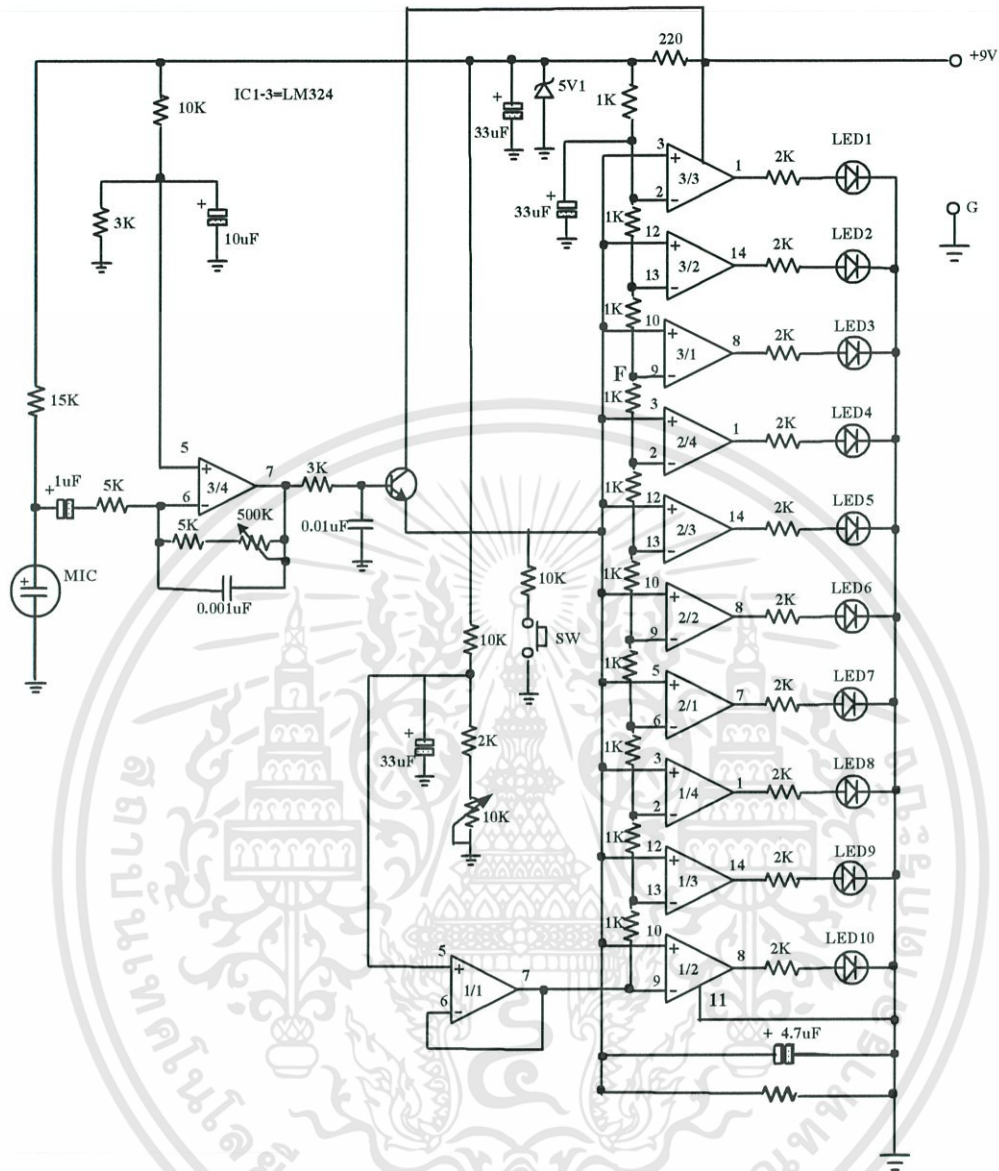 220
+9V
IC1-3=LM324
5V1
1K
10K
33uF
LED1
3
1
2K
3/3
2
33uF
1K
G
3K
10uF
LED2
12
14
2K
3/2
13
1K
LED3
10
8
2K
3/1
F
9
1K
LED4
15K
3
1
2K
2/4
2
1K
LED5
5
7
3K
12
14
2K
3/4
6
2/3
13
1uF
5K
5K
500K
0.01uF
1K
LED6
MIC
10K
10
8
2K
2/2
9
0.001uF
SW
1K
LED7
10K
5
7
2K
2/1
6
33uF
2K
1K
LED8
3
1
2K
1/4
2
10K
1K
LED9
12
14
2K
1/3
13
1K
LED10
5
7
10
8
2K
1/1
1/2
6
9
11
+ 4.7uF